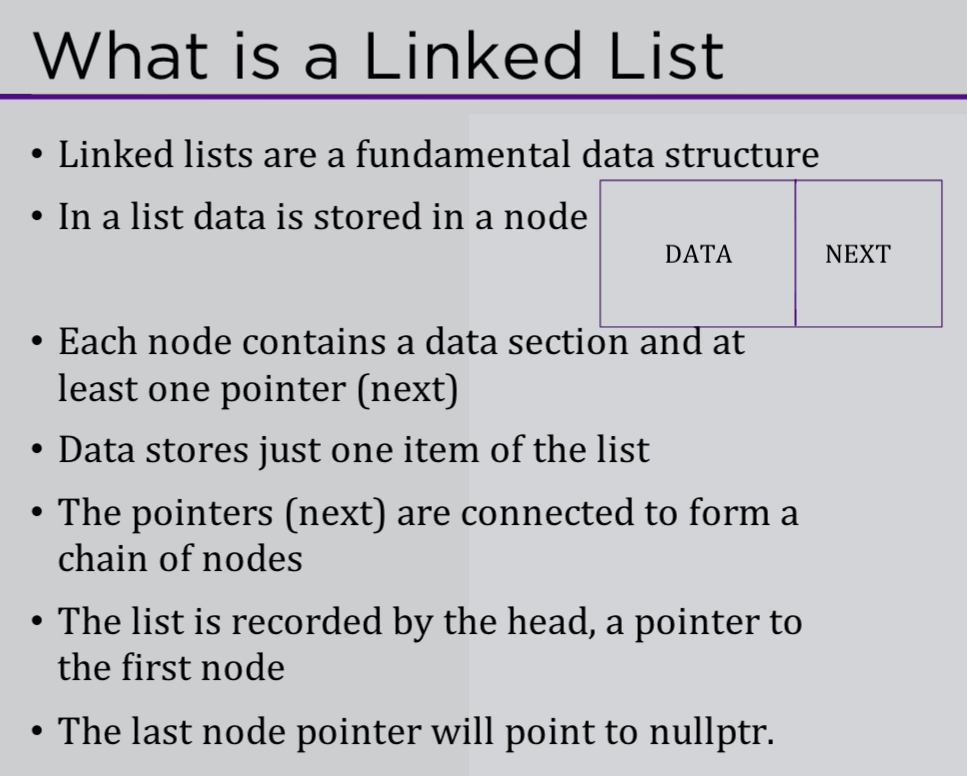 What is a Linked List
• Linked lists are a fundamental data structure
• In a list data is stored in a node
DATA
NEXT
• Each node contains a data section and at
least one pointer (next)
• Data stores just one item of the list
• The pointers (next) are connected to form a
chain of nodes
• The list is recorded by the head, a pointer to
the first node
• The last node pointer will point to nullptr.